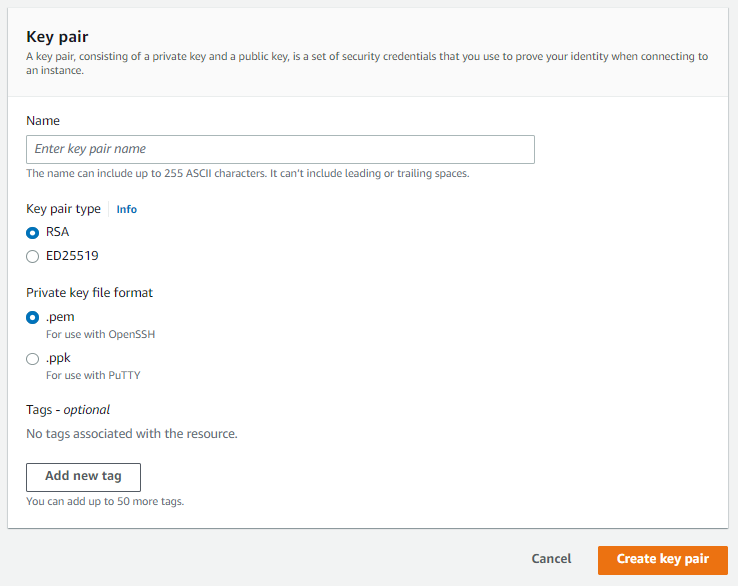 Key pair
A key pair, consisting of a private key and a public key, is a set of security credentials that you use to prove your identity when connecting to
an instance.
Name
Enter key pair name
The name can include up to 255 ASCII characters. It can't include leading or trailing spaces.
Key pair type Info
RSA
ED25519
Private key file format
.pem
For use with OpenSSH
.ppk
For use with PuTTY
Tags - optional
No tags associated with the resource.
Add new tag
You can add up to 50 more tags.
Cancel Create key pair